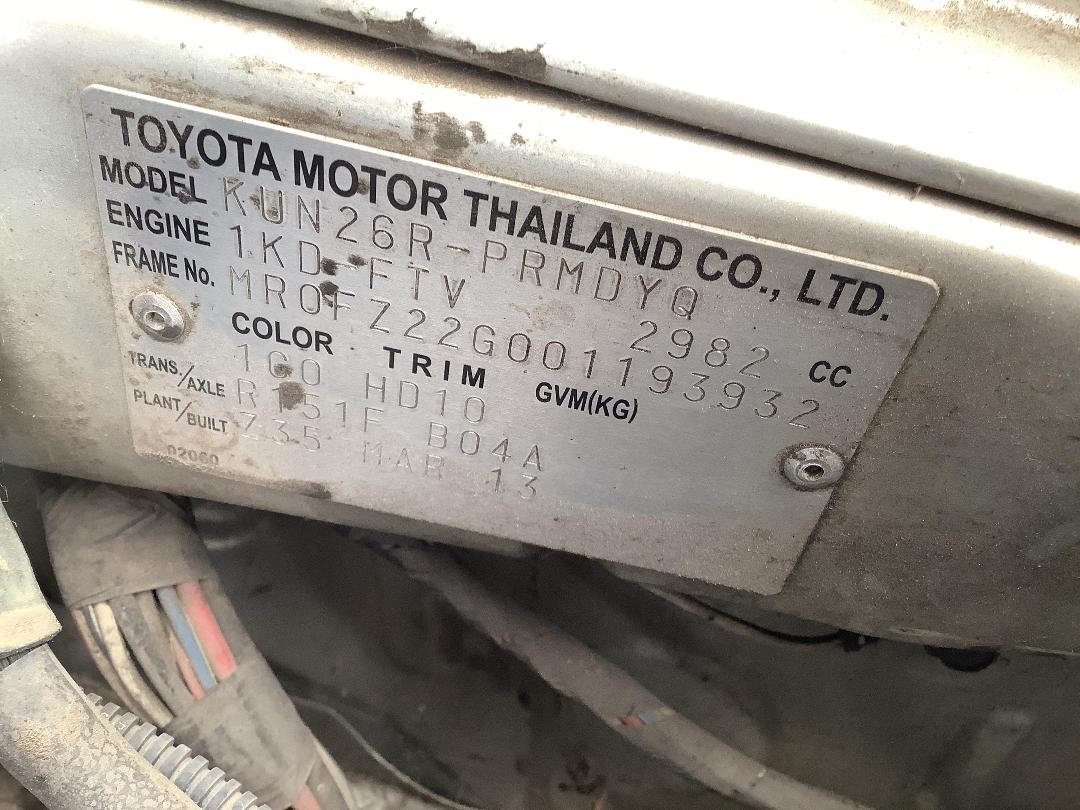 TOYOTA MOTOR THAILAND CO., LTD.
MODEL KUN26R-PRMDYQ
ENGINE 1KD-FTV 2982 CC
FRAME No. MR0FZ22G001193932
COLOR TRIM GVM(KG)
1G0 HD10
TRANS./AXLE R151F B04A
PLANT/BUILT Z35 MAR 13
02060